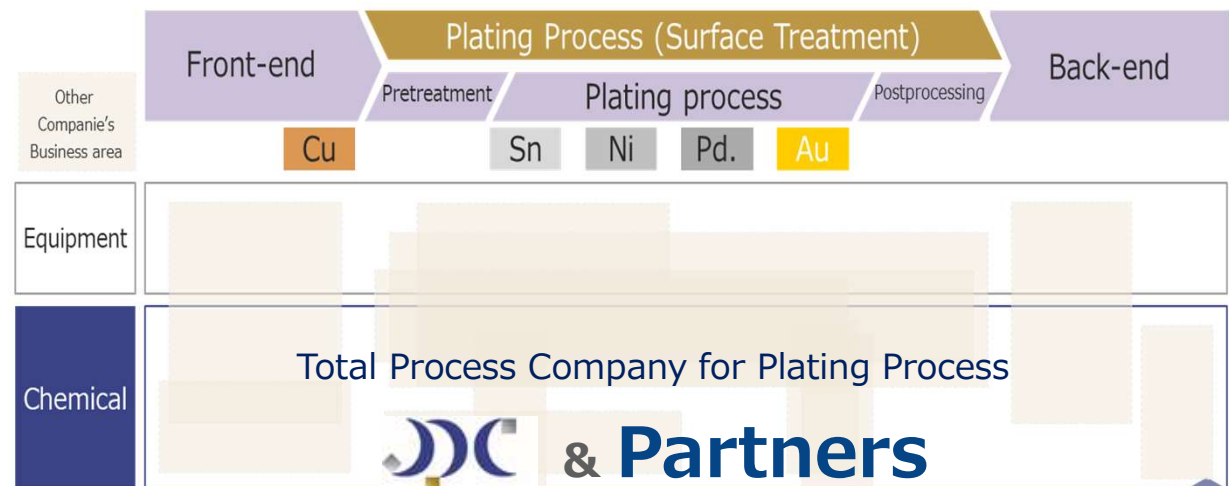 Plating Process (Surface Treatment)
Front-end
Back-end
Pretreatment
Plating process
Postprocessing
Other
Companie's
Business area
Cu
Sn
Ni
Pd.
Au
Equipment
Total Process Company for Plating Process
Chemical
& Partners